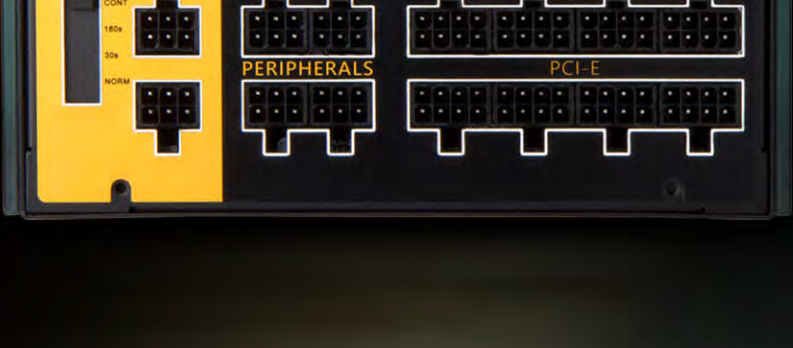 CONT
180s
30s
NORM
PERIPHERALS
PCI-E